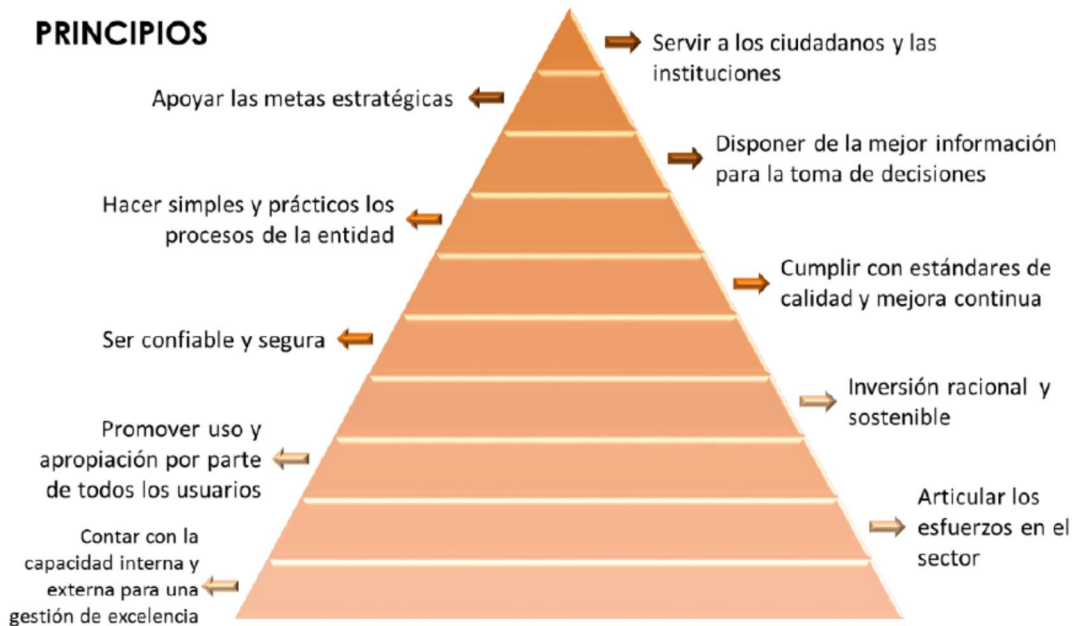 PRINCIPIOS
Servir a los ciudadanos y las
instituciones
Apoyar las metas estratégicas
Disponer de la mejor información
para la toma de decisiones
Hacer simples y prácticos los
procesos de la entidad
Cumplir con estándares de
calidad y mejora continua
Ser confiable y segura
Inversión racional y
sostenible
Promover uso y
apropiación por parte
de todos los usuarios
Articular los
esfuerzos en el
sector
Contar con la
capacidad interna y
externa para una
gestión de excelencia